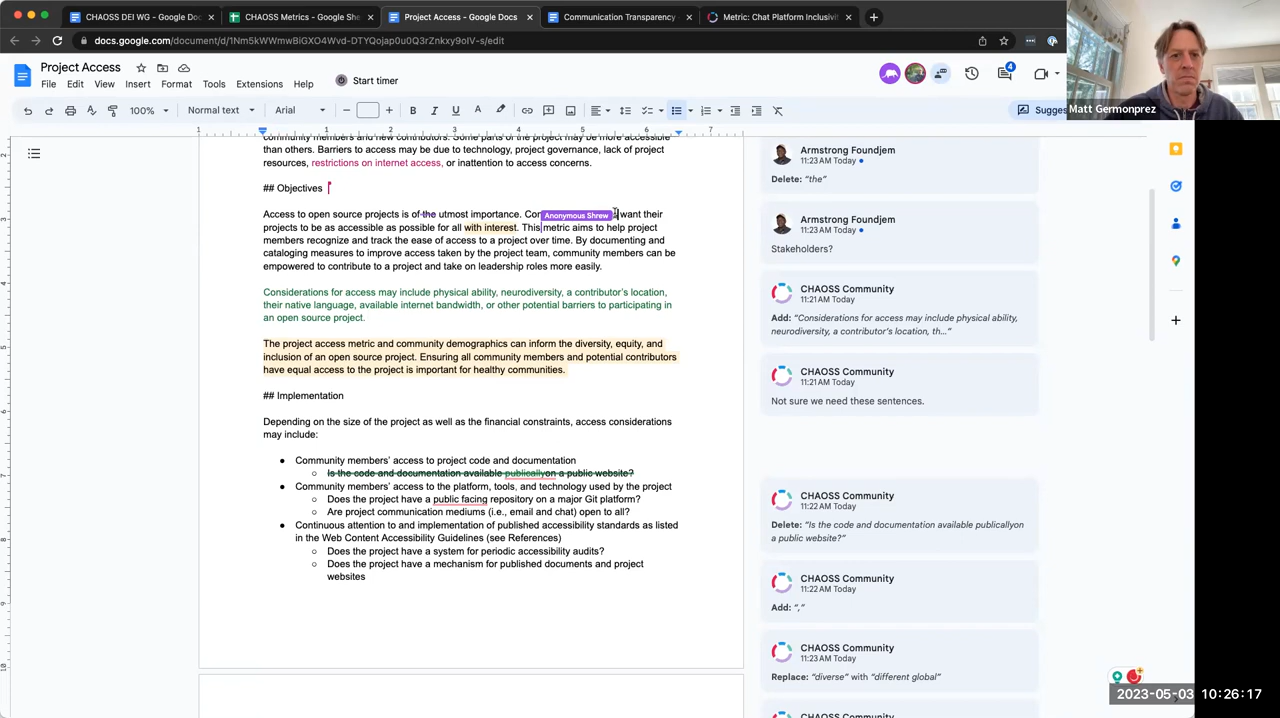 CHAOSS DEI WG - Google Doc
CHAOSS Metrics - Google She
Project Access - Google Docs
Communication Transparency
Metric: Chat Platform Inclusivit
docs.google.com/document/d/1Nm5kWWmwBiGXO4Wvd-DTYQojap0u0Q3rZnkxy9oIV-s/edit
Project Access
File Edit View Insert Format Tools Extensions Help
Start timer
4
100%
Normal text
Arial
Sugges
Matt Germonprez
1 1 2 3 4 5 6 7
community members and new contributors. Some parts of the project may be more accessible
than others. Barriers to access may be due to technology, project governance, lack of project
resources, restrictions on internet access, or inattention to access concerns.
## Objectives
Access to open source projects is of the utmost importance. Con want their
Anonymous Shrew
projects to be as accessible as possible for all with interest. This metric aims to help project
members recognize and track the ease of access to a project over time. By documenting and
cataloging measures to improve access taken by the project team, community members can be
empowered to contribute to a project and take on leadership roles more easily.
Considerations for access may include physical ability, neurodiversity, a contributor's location,
their native language, available internet bandwidth, or other potential barriers to participating in
an open source project.
The project access metric and community demographics can inform the diversity, equity, and
inclusion of an open source project. Ensuring all community members and potential contributors
have equal access to the project is important for healthy communities.
## Implementation
Depending on the size of the project as well as the financial constraints, access considerations
may include:
● Community members' access to project code and documentation
○ Is the code and documentation available publicallyon a public website?
● Community members' access to the platform, tools, and technology used by the project
○ Does the project have a public facing repository on a major Git platform?
○ Are project communication mediums (i.e., email and chat) open to all?
● Continuous attention to and implementation of published accessibility standards as listed
in the Web Content Accessibility Guidelines (see References)
○ Does the project have a system for periodic accessibility audits?
○ Does the project have a mechanism for published documents and project
websites
Armstrong Foundjem
11:23 AM Today
Delete: "the"
Armstrong Foundjem
11:23 AM Today
Stakeholders?
CHAOSS Community
11:21 AM Today
Add: "Considerations for access may include physical ability,
neurodiversity, a contributor's location, th..."
CHAOSS Community
11:21 AM Today
Not sure we need these sentences.
CHAOSS Community
11:22 AM Today
Delete: "Is the code and documentation available publicallyon
a public website?"
CHAOSS Community
11:22 AM Today
Add: ","
CHAOSS Community
11:23 AM Today
Replace: "diverse" with "different global"
CHAOSS Community
2023-05-03 10:26:17